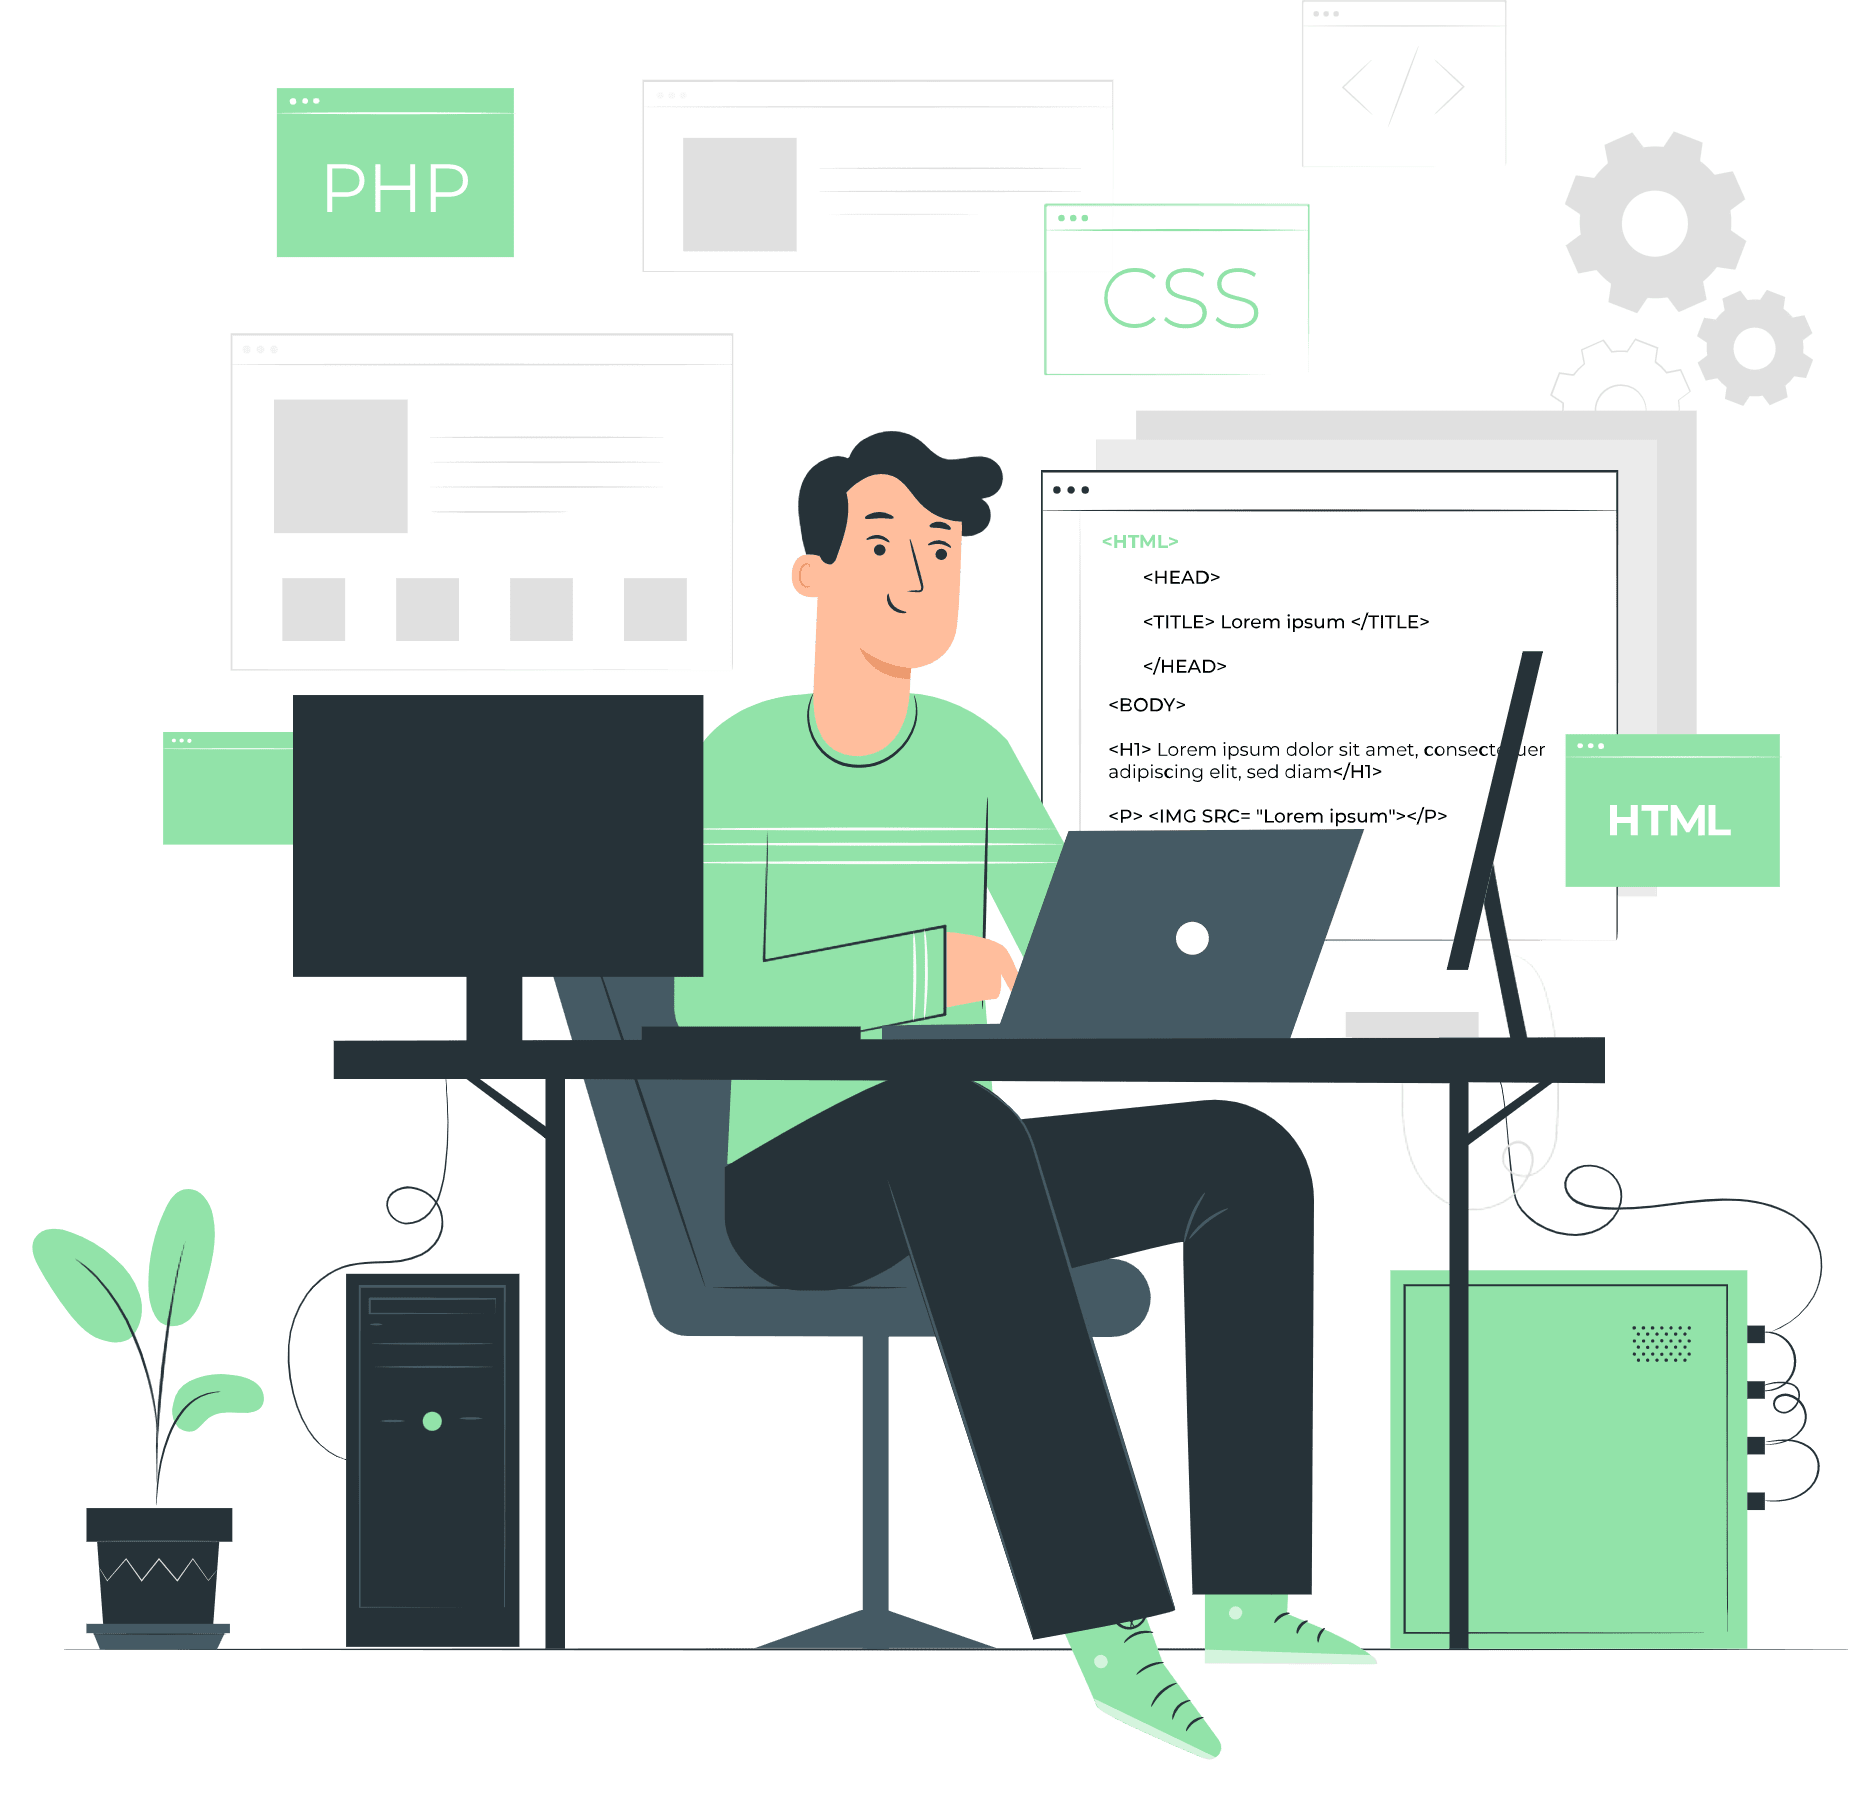 PHP
</>
CSS
<HTML>
<HEAD>
<TITLE> Lorem ipsum </TITLE>
</HEAD>
<BODY>
<H1> Lorem ipsum dolor sit amet,
adipiscing elit, sed diam</H1>
<P> <IMG SRC= "Lorem ipsum"></P>
HTML